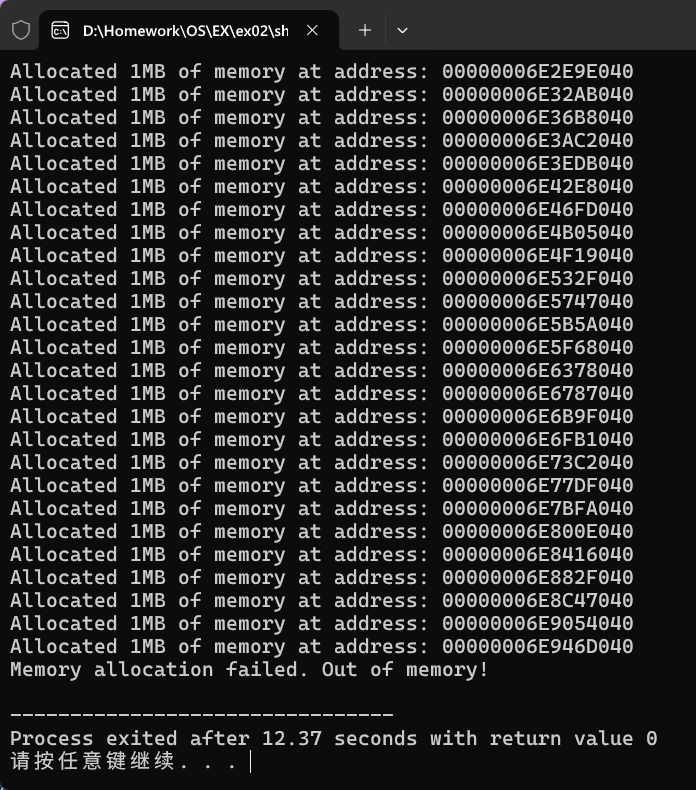 D:\Homework\OS\EX\ex02\sh
Allocated 1MB of memory at address: 00000006E2E9E040
Allocated 1MB of memory at address: 00000006E32AB040
Allocated 1MB of memory at address: 00000006E36B8040
Allocated 1MB of memory at address: 00000006E3AC2040
Allocated 1MB of memory at address: 00000006E3EDB040
Allocated 1MB of memory at address: 00000006E42E8040
Allocated 1MB of memory at address: 00000006E46FD040
Allocated 1MB of memory at address: 00000006E4B05040
Allocated 1MB of memory at address: 00000006E4F19040
Allocated 1MB of memory at address: 00000006E532F040
Allocated 1MB of memory at address: 00000006E5747040
Allocated 1MB of memory at address: 00000006E5B5A040
Allocated 1MB of memory at address: 00000006E5F68040
Allocated 1MB of memory at address: 00000006E6378040
Allocated 1MB of memory at address: 00000006E6787040
Allocated 1MB of memory at address: 00000006E6B9F040
Allocated 1MB of memory at address: 00000006E6FB1040
Allocated 1MB of memory at address: 00000006E73C2040
Allocated 1MB of memory at address: 00000006E77DF040
Allocated 1MB of memory at address: 00000006E7BFA040
Allocated 1MB of memory at address: 00000006E800E040
Allocated 1MB of memory at address: 00000006E8416040
Allocated 1MB of memory at address: 00000006E882F040
Allocated 1MB of memory at address: 00000006E8C47040
Allocated 1MB of memory at address: 00000006E9054040
Allocated 1MB of memory at address: 00000006E946D040
Memory allocation failed. Out of memory!
--------------------------------
Process exited after 12.37 seconds with return value 0
请按任意键继续. . .